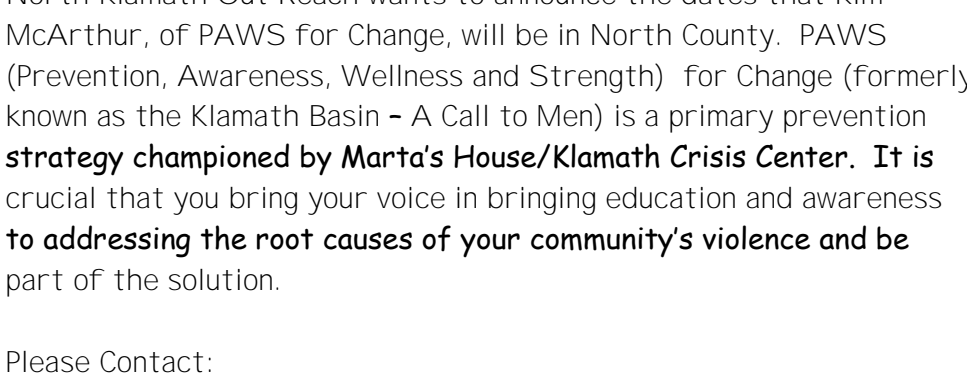 North Klamath Out Reach wants to announce the dates that Kim
McArthur, of PAWS for Change, will be in North County. PAWS
(Prevention, Awareness, Wellness and Strength) for Change (formerly
known as the Klamath Basin – A Call to Men) is a primary prevention
strategy championed by Marta’s House/Klamath Crisis Center. It is
crucial that you bring your voice in bringing education and awareness
to addressing the root causes of your community’s violence and be
part of the solution.
Please Contact: